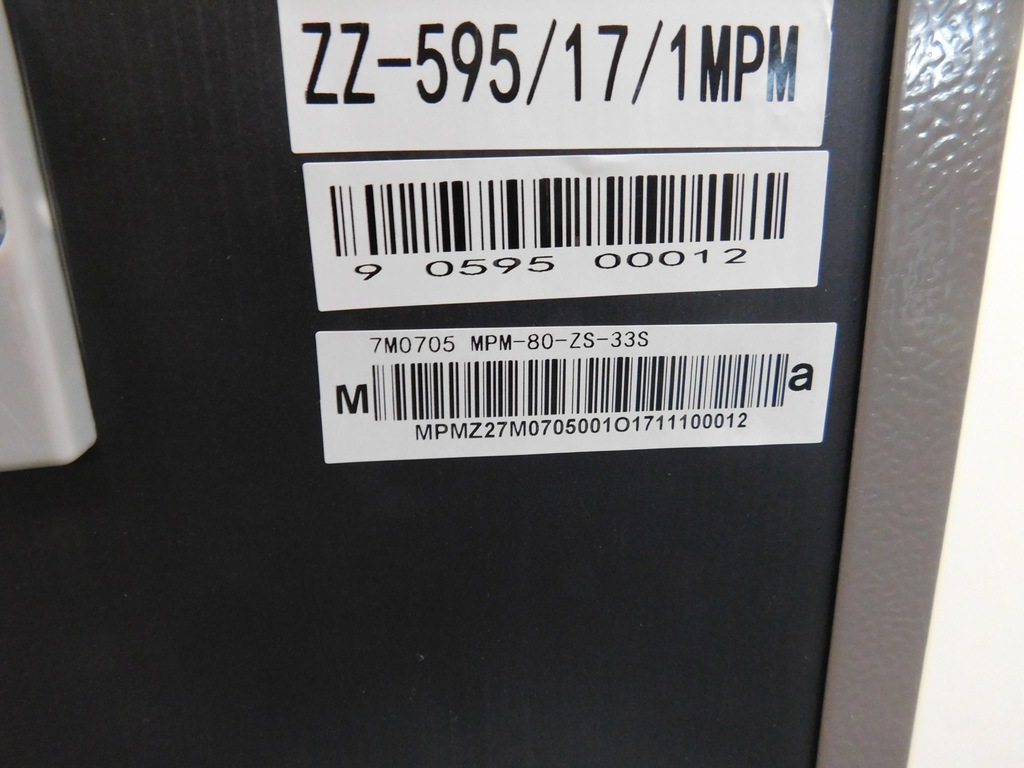 ZZ-595/17/1MPM
9 0595 00012
7M0705 MPM-80-ZS-33S
M a
MPMZ27M0705001O1711100012